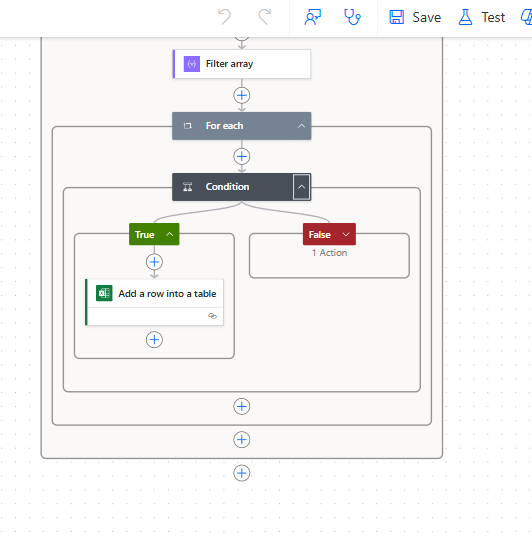 Save
Test
Filter array
For each
Condition
True
False
1 Action
Add a row into a table